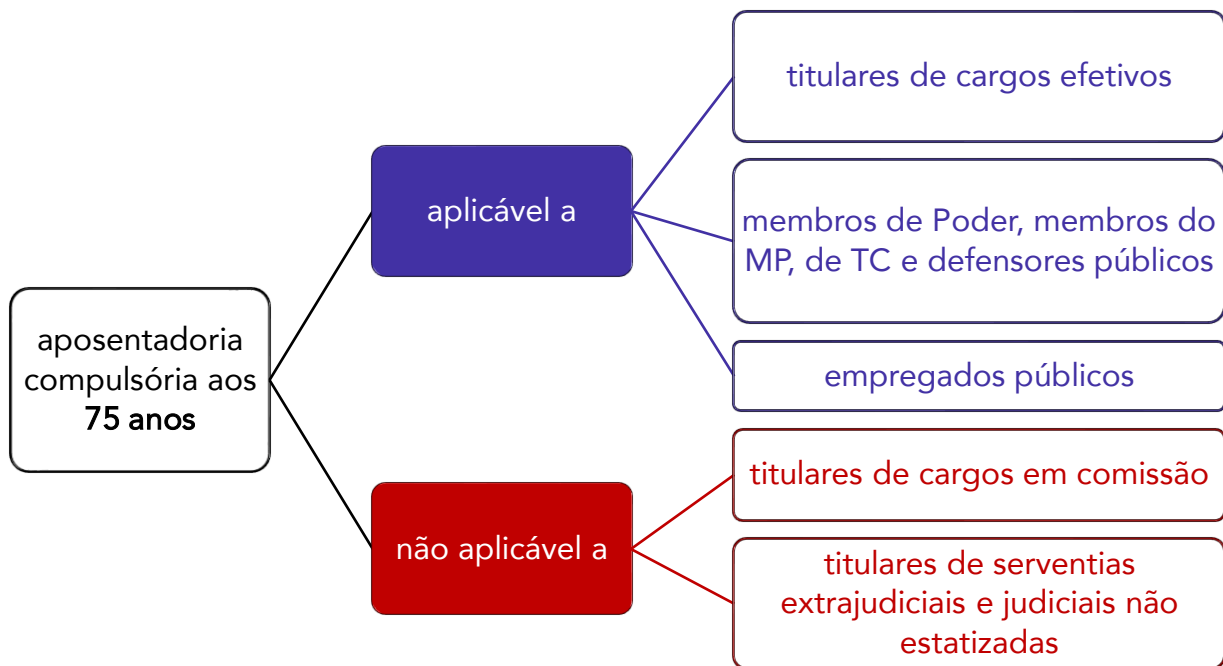 aposentadoria
compulsória aos
75 anos
aplicável a
titulares de cargos efetivos
membros de Poder, membros do
MP, de TC e defensores públicos
empregados públicos
não aplicável a
titulares de cargos em comissão
titulares de serventias
extrajudiciais e judiciais não
estatizadas